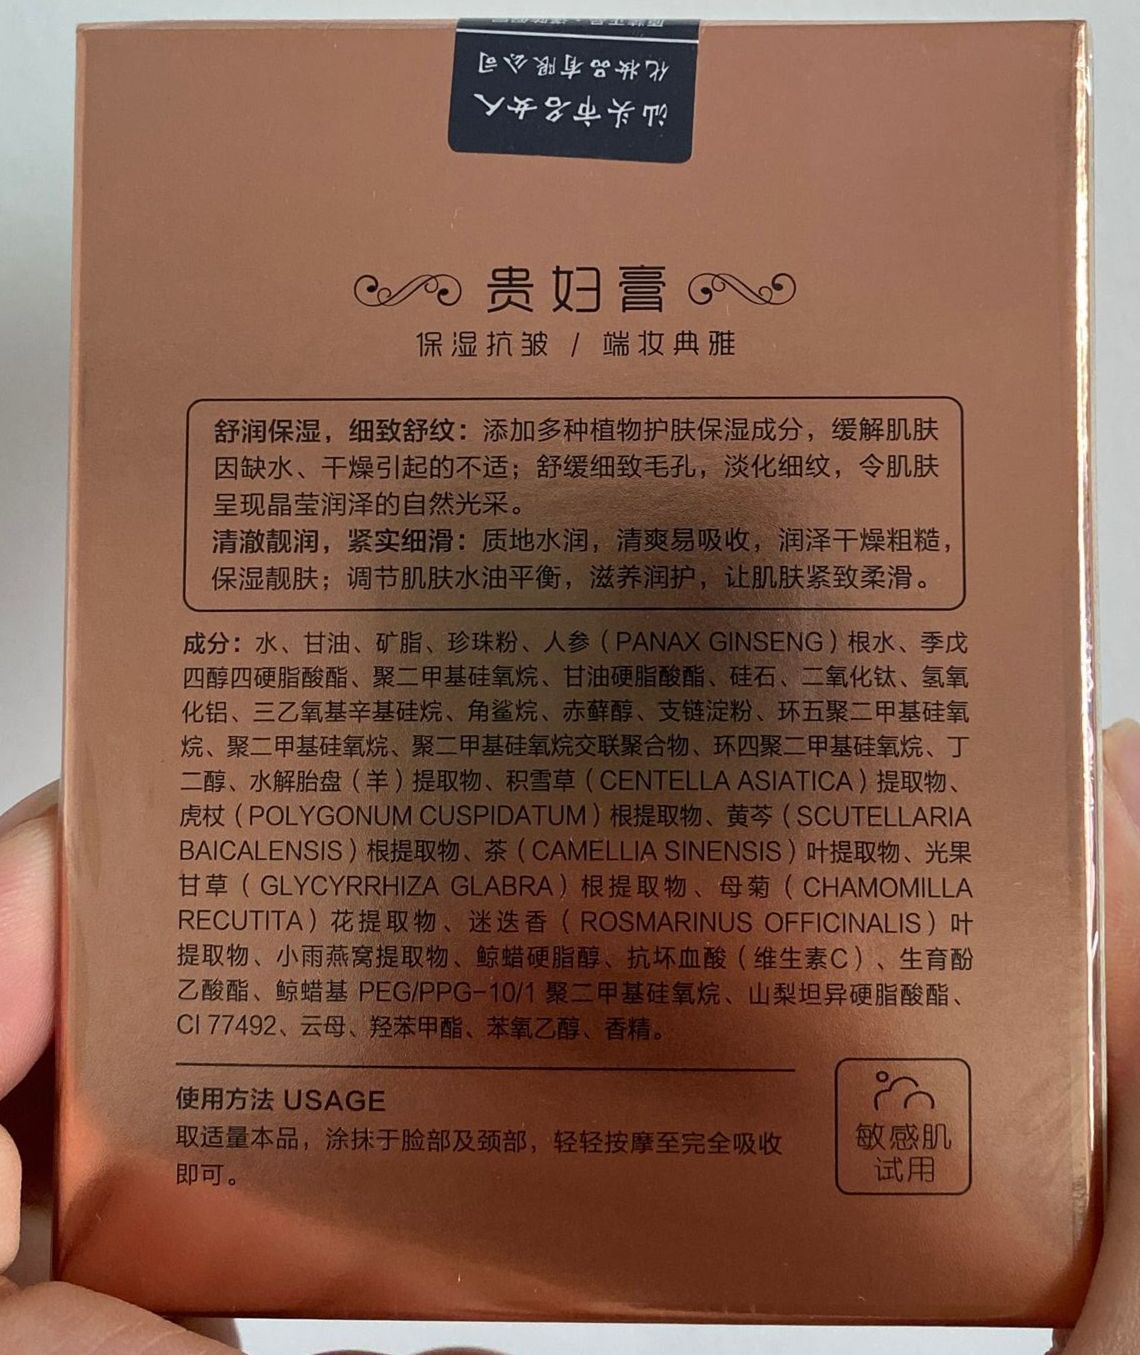 汕头市名女人
化妆品有限公司
贵妇膏
保湿抗皱 / 端妆典雅
舒润保湿，细致舒纹：添加多种植物护肤保湿成分，缓解肌肤
因缺水、干燥引起的不适；舒缓细致毛孔，淡化细纹，令肌肤
呈现晶莹润泽的自然光采。
清澈靓润，紧实细滑：质地水润，清爽易吸收，润泽干燥粗糙，
保湿靓肤；调节肌肤水油平衡，滋养润护，让肌肤紧致柔滑。
成分：水、甘油、矿脂、珍珠粉、人参（PANAX GINSENG）根水、季戊
四醇四硬脂酸酯、聚二甲基硅氧烷、甘油硬脂酸酯、硅石、二氧化钛、氢氧
化铝、三乙氧基辛基硅烷、角鲨烷、赤藓醇、支链淀粉、环五聚二甲基硅氧
烷、聚二甲基硅氧烷、聚二甲基硅氧烷交联聚合物、环四聚二甲基硅氧烷、丁
二醇、水解胎盘（羊）提取物、积雪草（CENTELLA ASIATICA）提取物、
虎杖（POLYGONUM CUSPIDATUM）根提取物、黄芩（SCUTELLARIA
BAICALENSIS）根提取物、茶（CAMELLIA SINENSIS）叶提取物、光果
甘草（GLYCYRRHIZA GLABRA）根提取物、母菊（CHAMOMILLA
RECUTITA）花提取物、迷迭香（ROSMARINUS OFFICINALIS）叶
提取物、小雨燕窝提取物、鲸蜡硬脂醇、抗坏血酸（维生素C）、生育酚
乙酸酯、鲸蜡基 PEG/PPG-10/1 聚二甲基硅氧烷、山梨坦异硬脂酸酯、
CI 77492、云母、羟苯甲酯、苯氧乙醇、香精。
使用方法 USAGE
取适量本品，涂抹于脸部及颈部，轻轻按摩至完全吸收
即可。
敏感肌
试用